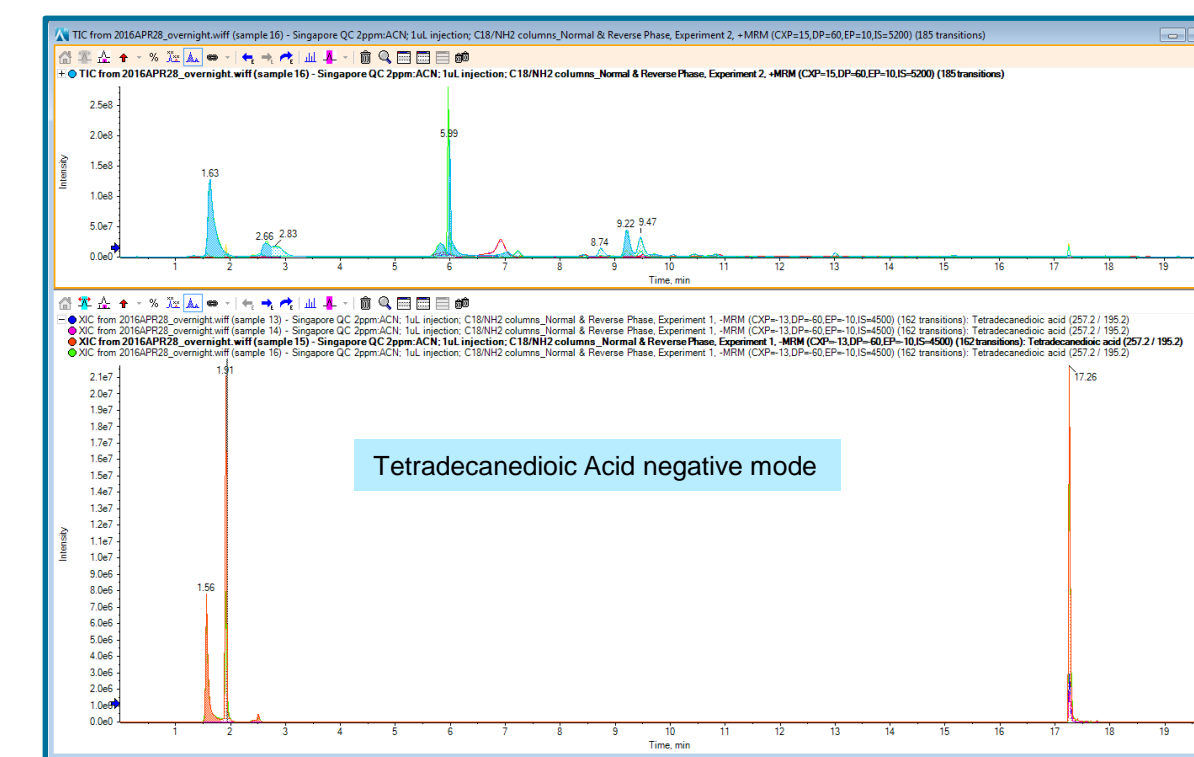 TIC from 2016APR28_overnight.wiff (sample 16) - Singapore QC 2ppm:ACN; 1uL injection; C18/NH2 columns_Normal & Reverse Phase, Experiment 2, +MRM (CXP=15,DP=60,EP=10,IS=5200) (185 transitions)
TIC from 2016APR28_overnight.wiff (sample 16) - Singapore QC 2ppm:ACN; 1uL injection; C18/NH2 columns_Normal & Reverse Phase, Experiment 2, +MRM (CXP=15,DP=60,EP=10,IS=5200) (185 transitions)
2.5e8
2.0e8
1.5e8
1.0e8
5.0e7
0.0e0
Intensity
1.63
2.66 2.83
5.99
8.74
9.22 9.47
1 2 3 4 5 6 7 8 9 10 11 12 13 14 15 16 17 18 19
Time, min
XIC from 2016APR28_overnight.wiff (sample 13) - Singapore QC 2ppm:ACN; 1uL injection; C18/NH2 columns_Normal & Reverse Phase, Experiment 1, -MRM (CXP=-13,DP=-60,EP=-10,IS=4500) (162 transitions): Tetradecanedioic acid (257.2 / 195.2)
XIC from 2016APR28_overnight.wiff (sample 14) - Singapore QC 2ppm:ACN; 1uL injection; C18/NH2 columns_Normal & Reverse Phase, Experiment 1, -MRM (CXP=-13,DP=-60,EP=-10,IS=4500) (162 transitions): Tetradecanedioic acid (257.2 / 195.2)
XIC from 2016APR28_overnight.wiff (sample 15) - Singapore QC 2ppm:ACN; 1uL injection; C18/NH2 columns_Normal & Reverse Phase, Experiment 1, -MRM (CXP=-13,DP=-60,EP=-10,IS=4500) (162 transitions): Tetradecanedioic acid (257.2 / 195.2)
XIC from 2016APR28_overnight.wiff (sample 16) - Singapore QC 2ppm:ACN; 1uL injection; C18/NH2 columns_Normal & Reverse Phase, Experiment 1, -MRM (CXP=-13,DP=-60,EP=-10,IS=4500) (162 transitions): Tetradecanedioic acid (257.2 / 195.2)
2.1e7
2.0e7
1.9e7
1.8e7
1.7e7
1.6e7
1.5e7
1.4e7
1.3e7
1.2e7
1.1e7
1.0e7
9.0e6
8.0e6
7.0e6
6.0e6
5.0e6
4.0e6
3.0e6
2.0e6
1.0e6
0.0e0
Intensity
1.56
1.91
17.26
Tetradecanedioic Acid negative mode
1 2 3 4 5 6 7 8 9 10 11 12 13 14 15 16 17 18 19
Time, min